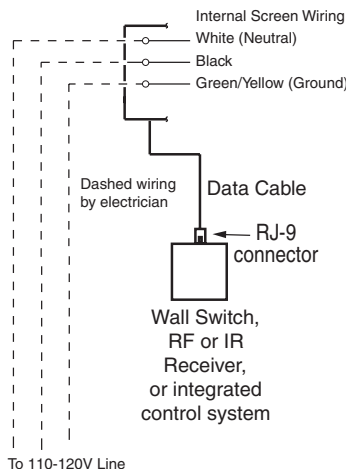 Internal Screen Wiring
White (Neutral)
Black
Green/Yellow (Ground)
Dashed wiring
by electrician
Data Cable
RJ-9
connector
Wall Switch,
RF or IR
Receiver,
or integrated
control system
To 110-120V Line